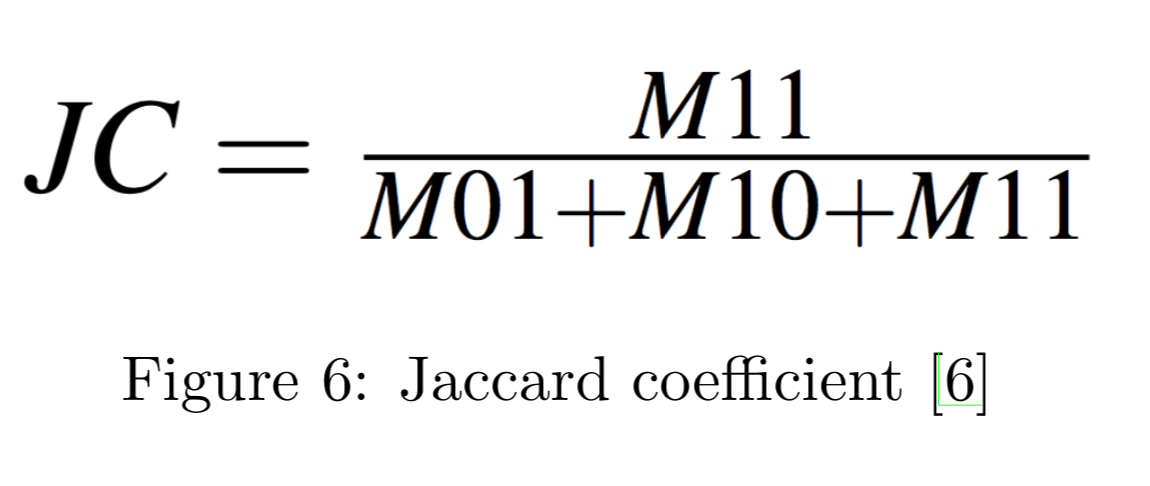 JC = M11 / M01+M10+M11
Figure 6: Jaccard coefficient [6]